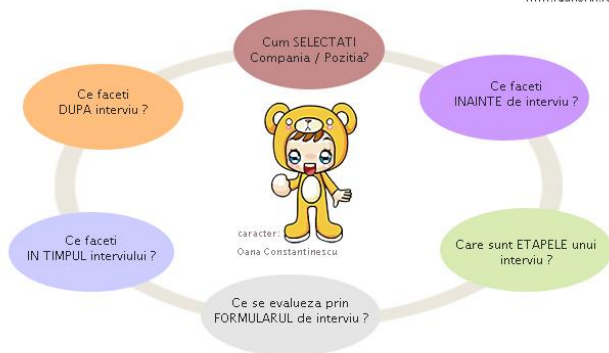 Cum SELECTATI
Compania / Pozitia?
Ce faceti
INAINTE de interviu ?
Care sunt ETAPELE unui
interviu ?
Ce se evalueza prin
FORMULARUL de interviu ?
Ce faceti
IN TIMPUL interviului ?
Ce faceti
DUPA interviu ?
caracter:
Oana Constantinescu